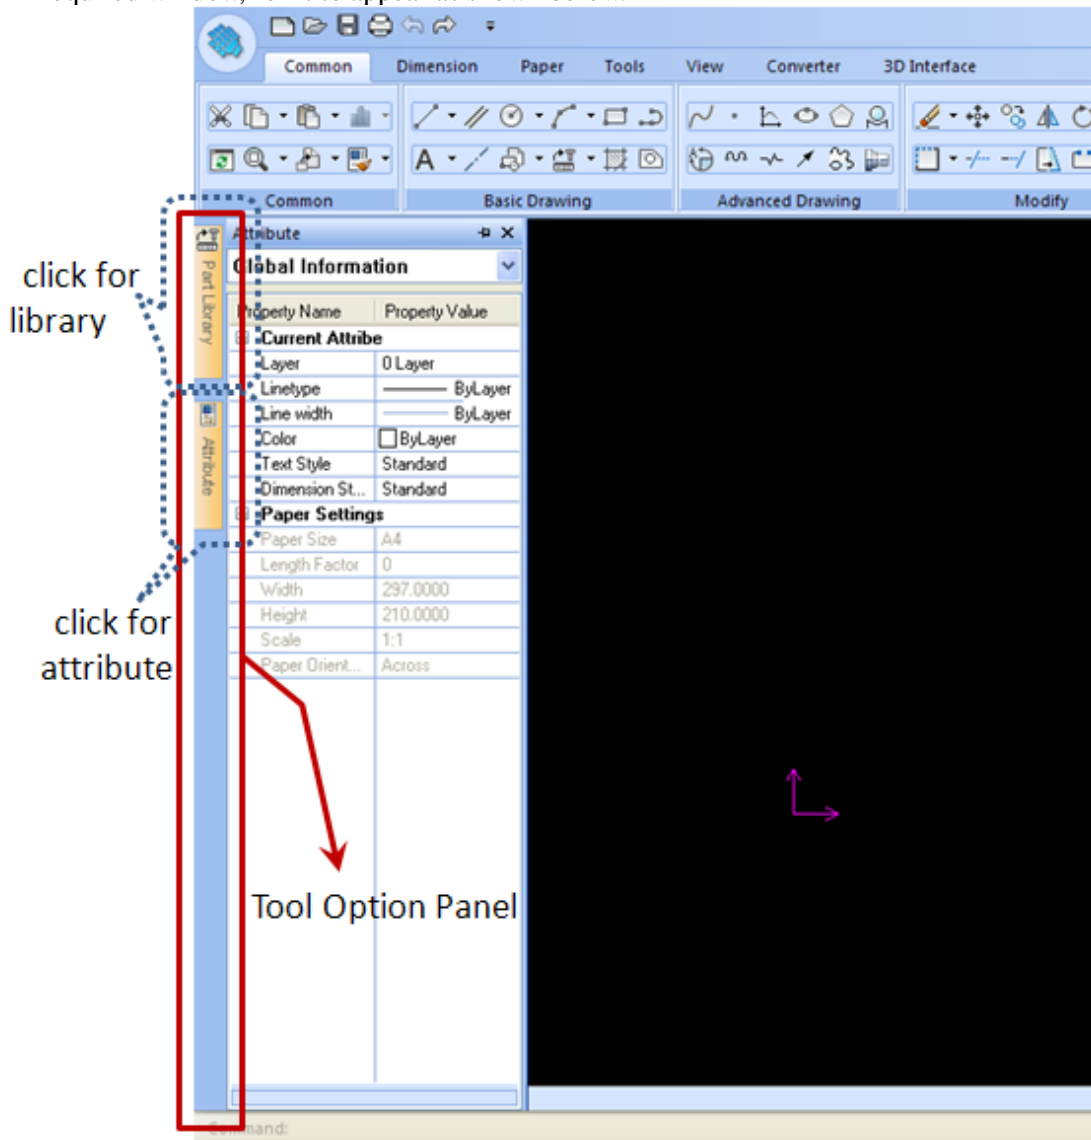 Common Dimension Paper Tools View Converter 3D Interface
A
Common Basic Drawing Advanced Drawing Modify
Attribute
Global Information
Part Library
Attribute
click for
library
click for
attribute
Property Name Property Value
Current Attribe
Layer 0 Layer
Linetype ByLayer
Line width ByLayer
Color ByLayer
Text Style Standard
Dimension St... Standard
Paper Settings
Paper Size A4
Length Factor 0
Width 297.0000
Height 210.0000
Scale 1:1
Paper Orient... Across
Tool Option Panel
Command: